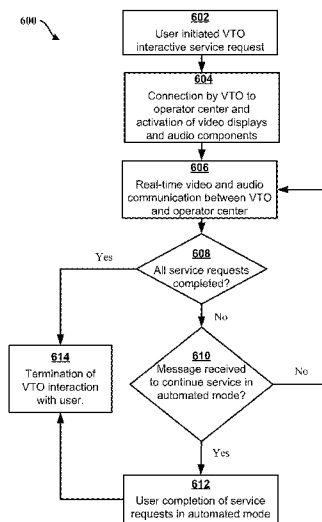 600
602
User initiated VTO
interactive service request
604
Connection by VTO to
operator center and
activation of video displays
and audio components
606
Real-time video and audio
communication between VTO
and operator center
608
All service requests
completed?
Yes
No
610
Message received
to continue service in
automated mode?
No
614
Termination of
VTO interaction
with user.
Yes
612
User completion of service
requests in automated mode